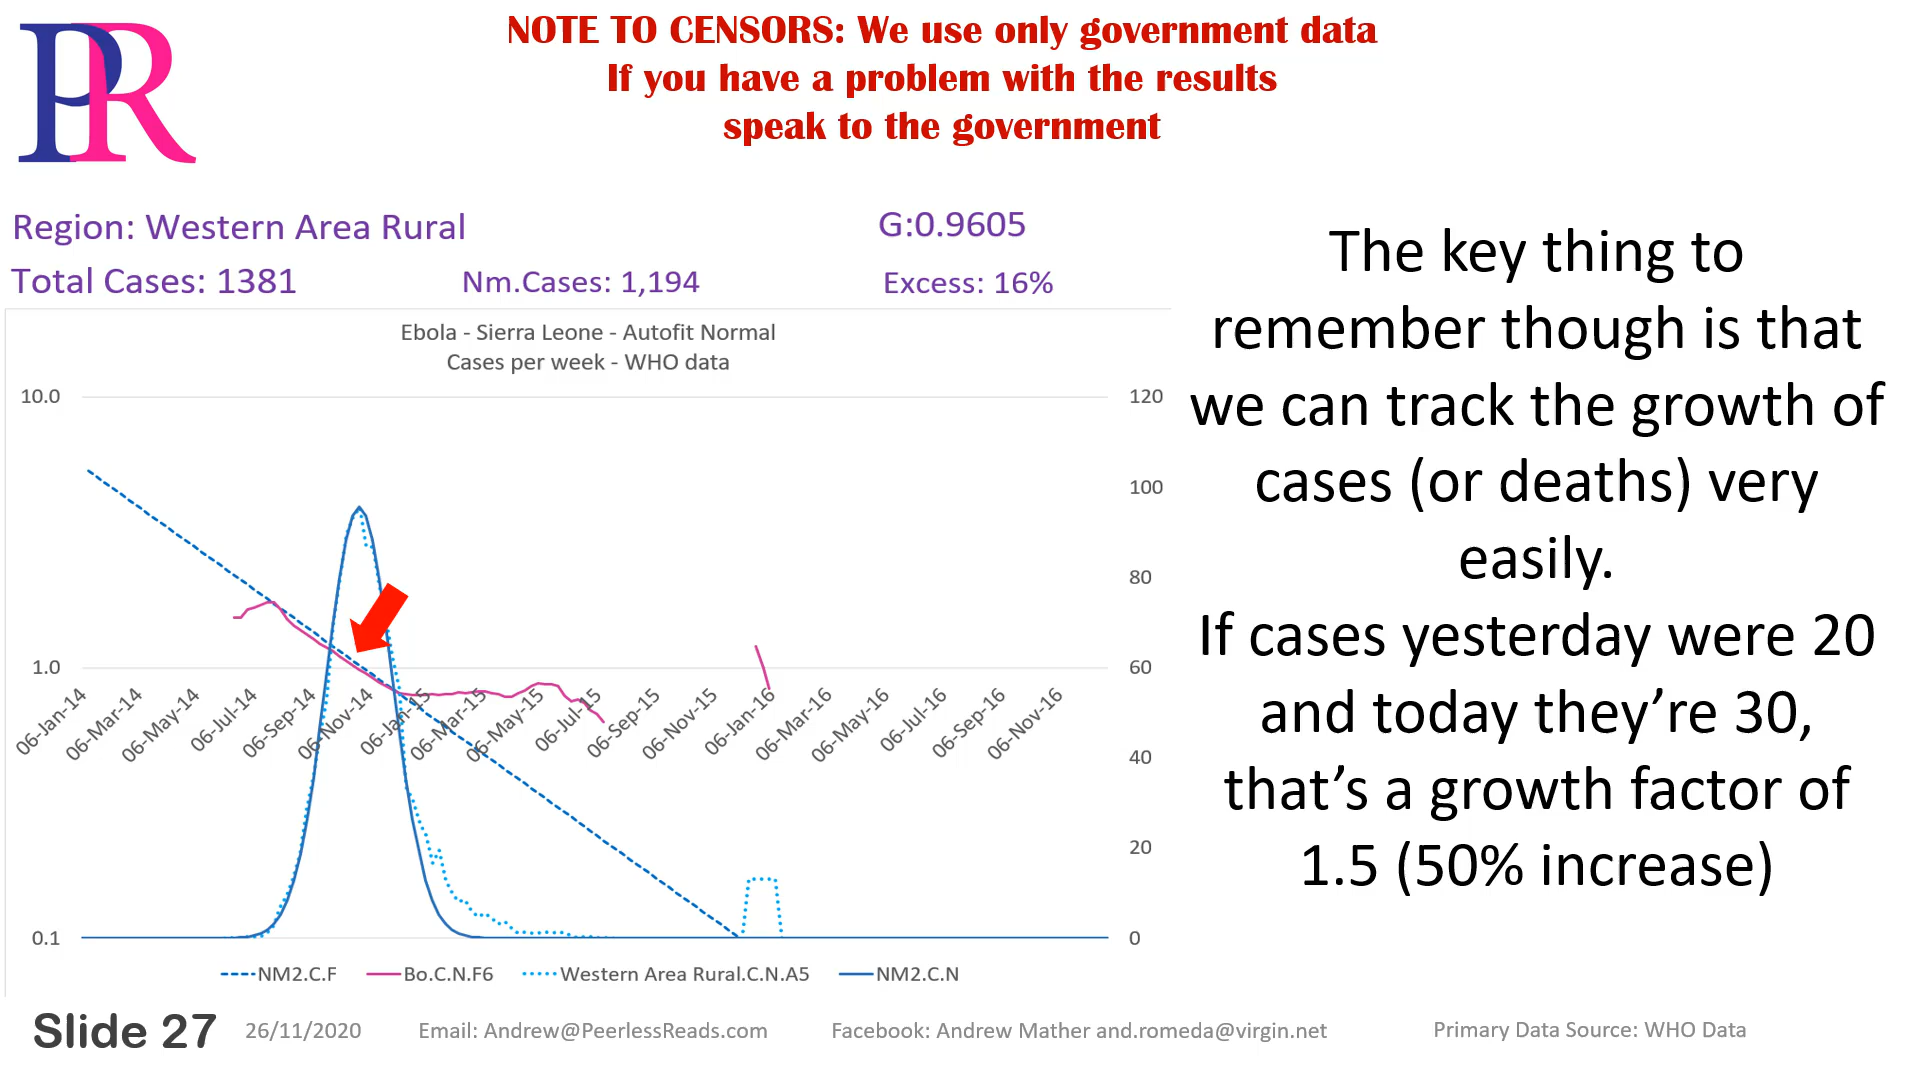 PR
NOTE TO CENSORS: We use only government data
If you have a problem with the results
speak to the government
Region: Western Area Rural
G:0.9605
Total Cases: 1381
Nm.Cases: 1,194
Excess: 16%
Ebola - Sierra Leone - Autofit Normal
Cases per week - WHO data
10.0
1.0
0.1
120
100
80
60
40
20
0
06-Jan-14
06-Mar-14
06-May-14
06-Jul-14
06-Sep-14
06-Nov-14
06-Jan-15
06-Mar-15
06-May-15
06-Jul-15
06-Sep-15
06-Nov-15
06-Jan-16
06-Mar-16
06-May-16
06-Jul-16
06-Sep-16
06-Nov-16
NM2.C.F
Bo.C.N.F6
Western Area Rural.C.N.A5
NM2.C.N
The key thing to
remember though is that
we can track the growth of
cases (or deaths) very
easily.
If cases yesterday were 20
and today they’re 30,
that’s a growth factor of
1.5 (50% increase)
Slide 27
26/11/2020
Email: Andrew@PeerlessReads.com
Facebook: Andrew Mather and.romeda@virgin.net
Primary Data Source: WHO Data